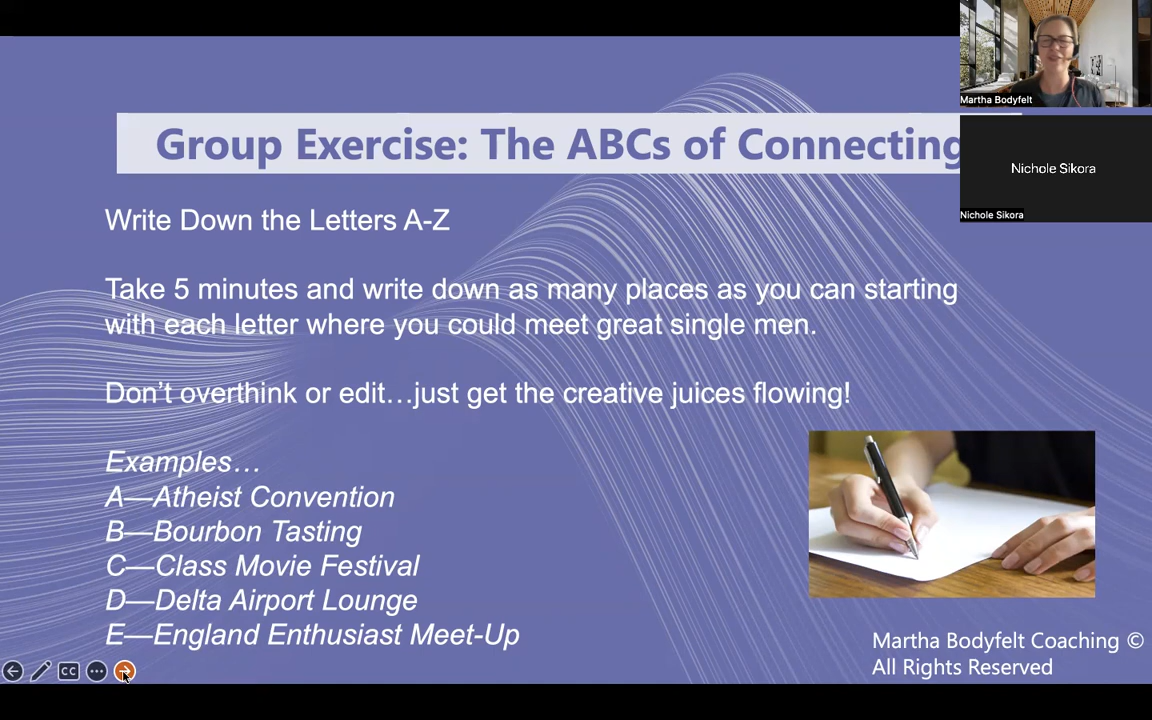 Martha Bodyfelt
Group Exercise: The ABCs of Connecting
Nichole Sikora
Nichole Sikora
Write Down the Letters A-Z
Take 5 minutes and write down as many places as you can starting
with each letter where you could meet great single men.
Don’t overthink or edit…just get the creative juices flowing!
Examples…
A—Atheist Convention
B—Bourbon Tasting
C—Class Movie Festival
D—Delta Airport Lounge
E—England Enthusiast Meet-Up
Martha Bodyfelt Coaching ©
All Rights Reserved
CC